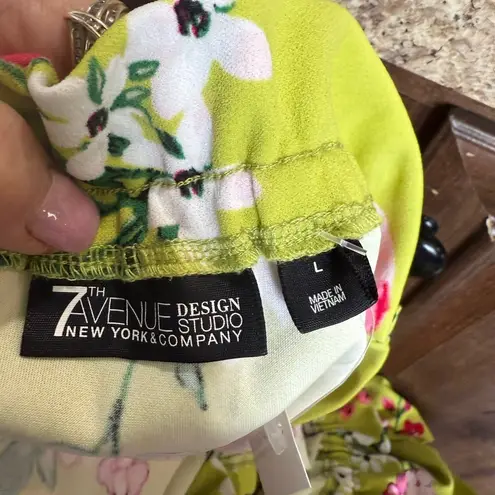 7TH
AVENUE DESIGN STUDIO
NEW YORK & COMPANY
L
MADE IN
VIETNAM